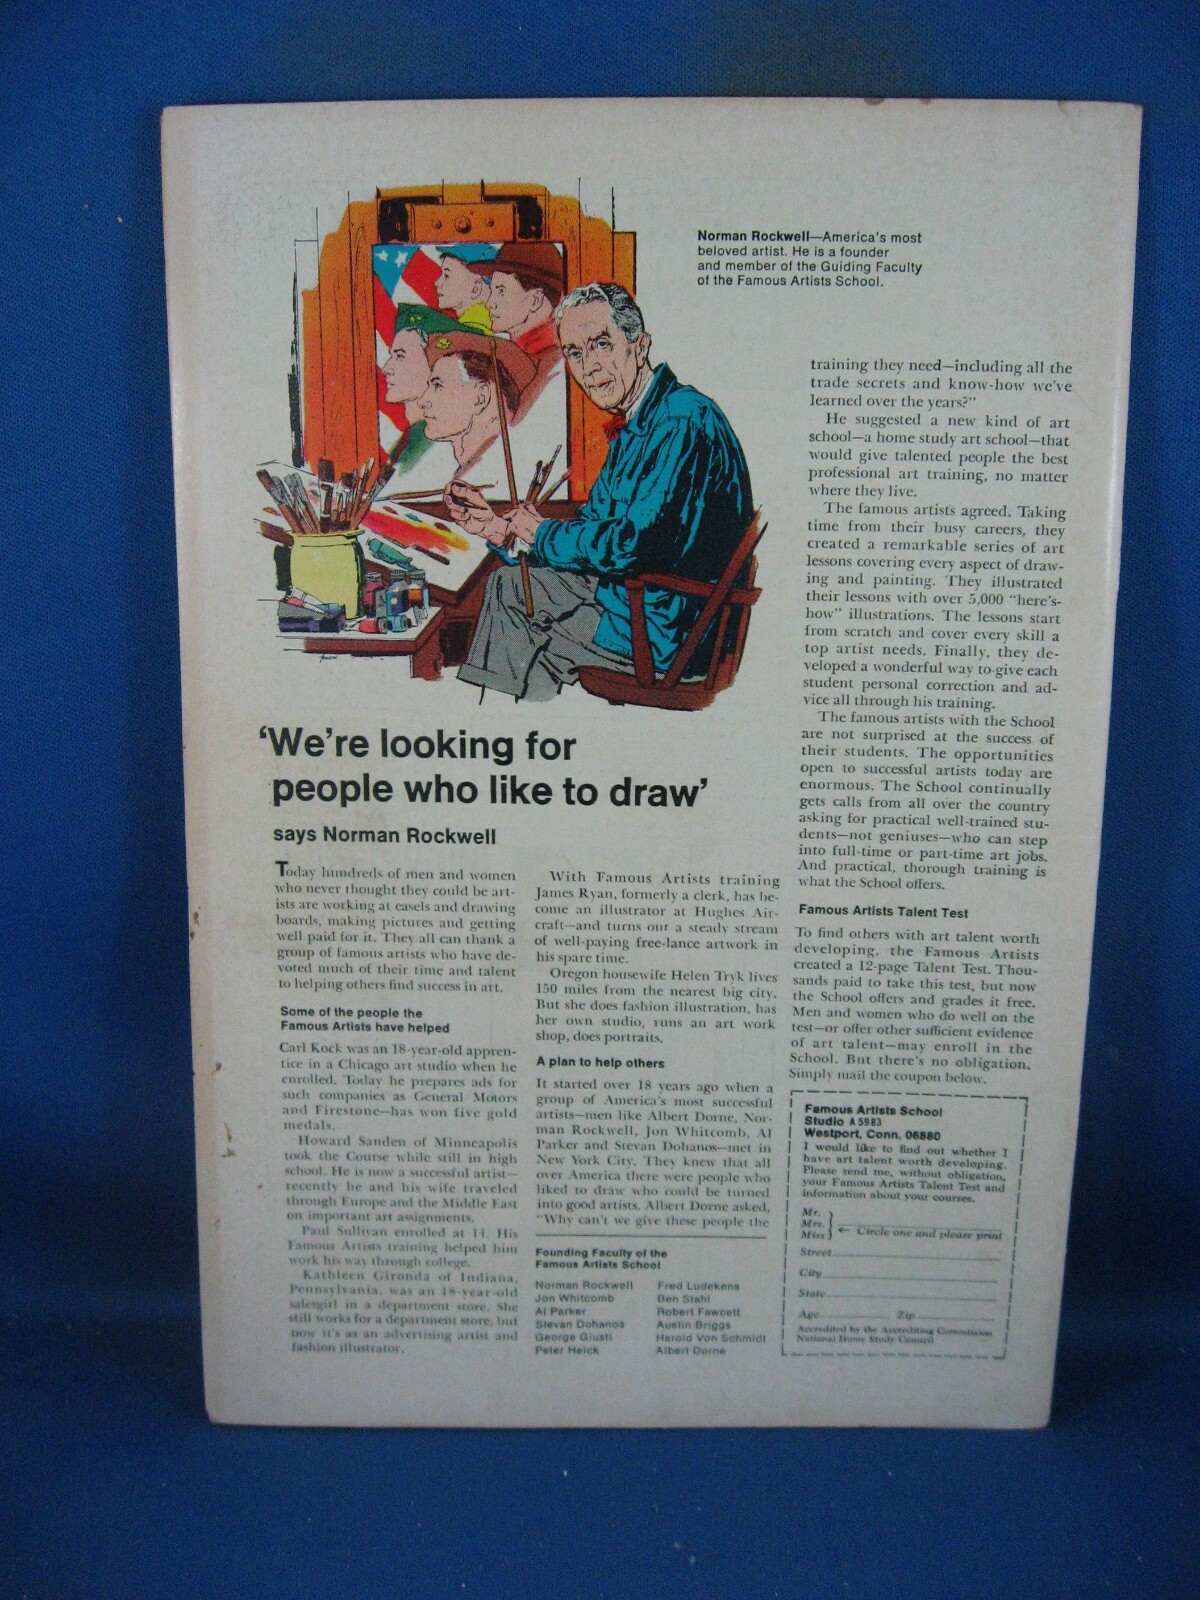 Norman Rockwell—America's most
beloved artist. He is a founder
and member of the Guiding Faculty
of the Famous Artists School.
'We're looking for
people who like to draw'
says Norman Rockwell
Today hundreds of men and women
who never thought they could be art-
ists are working at easels and drawing
boards, making pictures and getting
well paid for it. They all can thank a
group of famous artists who have de-
voted much of their time and talent
to helping others find success in art.
Some of the people the
Famous Artists have helped
Carl Kock was an 18-year-old appren-
tice in a Chicago art studio when he
enrolled. Today he prepares ads for
such companies as General Motors
and Firestone—has won five gold
medals.
Howard Sanden of Minneapolis
took the Course while still in high
school. He is now a successful artist—
recently he and his wife traveled
through Europe and the Middle East
on important art assignments.
Paul Sullivan enrolled at 14. His
Famous Artists training helped him
work his way through college.
Kathleen Gironda of Indiana,
Pennsylvania, was an 18-year-old
salesgirl in a department store. She
still works for a department store, but
now it's as an advertising artist and
fashion illustrator.
With Famous Artists training
James Ryan, formerly a clerk, has be-
come an illustrator at Hughes Air-
craft—and turns out a steady stream
of well-paying free-lance artwork in
his spare time.
Oregon housewife Helen Tryk lives
150 miles from the nearest big city.
But she does fashion illustration, has
her own studio, runs an art work
shop, does portraits.
A plan to help others
It started over 18 years ago when a
group of America's most successful
artists—men like Albert Dorne, Nor-
man Rockwell, Jon Whitcomb, Al
Parker and Stevan Dohanos—met in
New York City. They knew that all
over America there were people who
liked to draw who could be turned
into good artists. Albert Dorne asked,
"Why can't we give these people the
Founding Faculty of the
Famous Artists School
Norman Rockwell
Jon Whitcomb
Al Parker
Stevan Dohanos
George Giusti
Peter Helck
Fred Ludekens
Ben Stahl
Robert Fawcett
Austin Briggs
Harold Von Schmidt
Albert Dorne
training they need—including all the
trade secrets and know-how we've
learned over the years?"
He suggested a new kind of art
school—a home study art school—that
would give talented people the best
professional art training, no matter
where they live.
The famous artists agreed. Taking
time from their busy careers, they
created a remarkable series of art
lessons covering every aspect of draw-
ing and painting. They illustrated
their lessons with over 5,000 "here's-
how" illustrations. The lessons start
from scratch and cover every skill a
top artist needs. Finally, they de-
veloped a wonderful way to give each
student personal correction and ad-
vice all through his training.
The famous artists with the School
are not surprised at the success of
their students. The opportunities
open to successful artists today are
enormous. The School continually
gets calls from all over the country
asking for practical well-trained stu-
dents—not geniuses—who can step
into full-time or part-time art jobs.
And practical, thorough training is
what the School offers.
Famous Artists Talent Test
To find others with art talent worth
developing, the Famous Artists
created a 12-page Talent Test. Thou-
sands paid to take this test, but now
the School offers and grades it free.
Men and women who do well on the
test—or offer other sufficient evidence
of art talent—may enroll in the
School. But there's no obligation.
Simply mail the coupon below.
Famous Artists School
Studio A5983
Westport, Conn. 06880
I would like to find out whether I
have art talent worth developing.
Please send me, without obligation,
your Famous Artists Talent Test and
information about your courses.
Mr.
Mrs.
Miss
← Circle one and please print
Street
City
State
Age Zip
Accredited by the Accrediting Commission
National Home Study Council